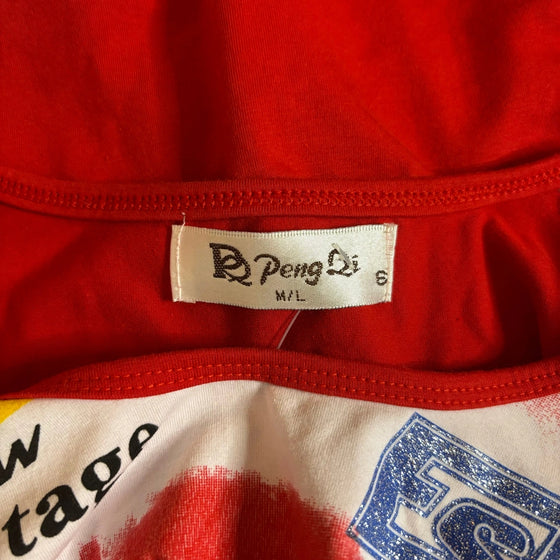 PQ Peng Qi
M/L
6
w
tage